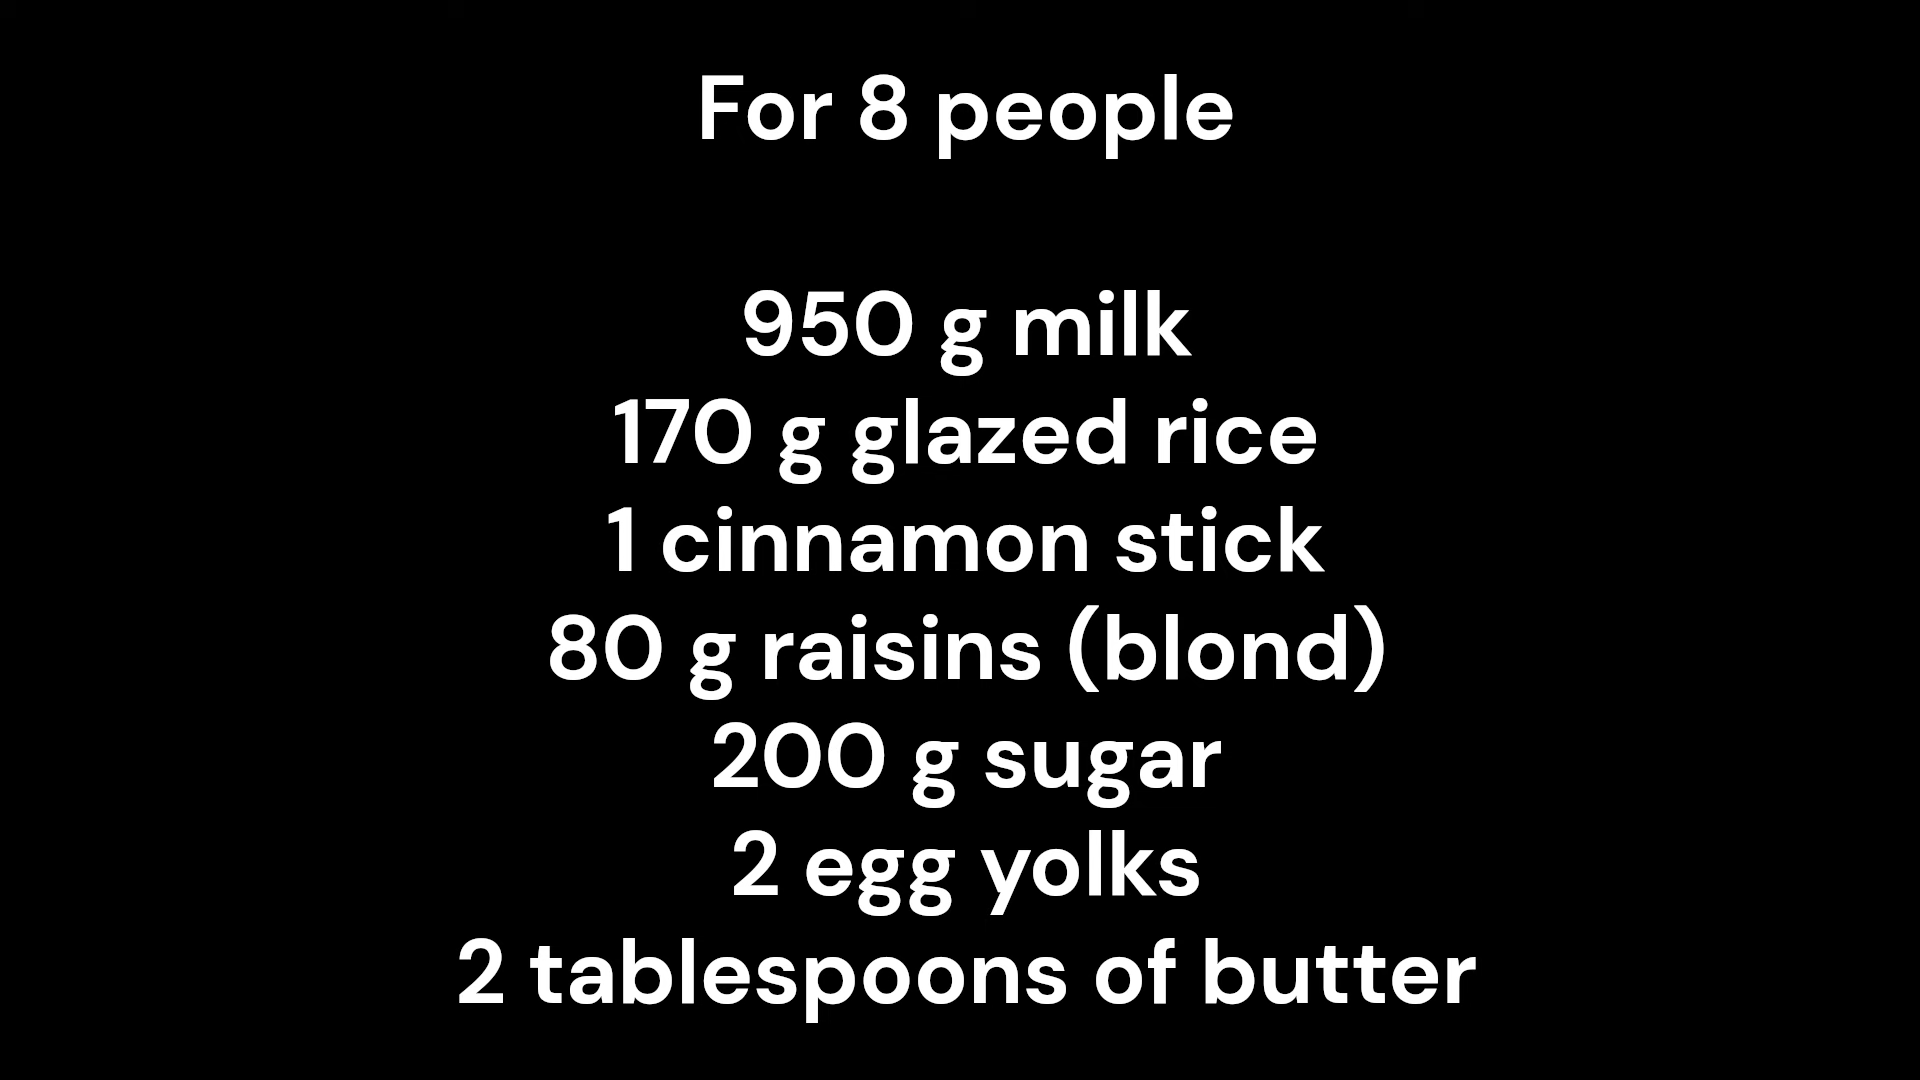 For 8 people
950 g milk
170 g glazed rice
1 cinnamon stick
80 g raisins (blond)
200 g sugar
2 egg yolks
2 tablespoons of butter